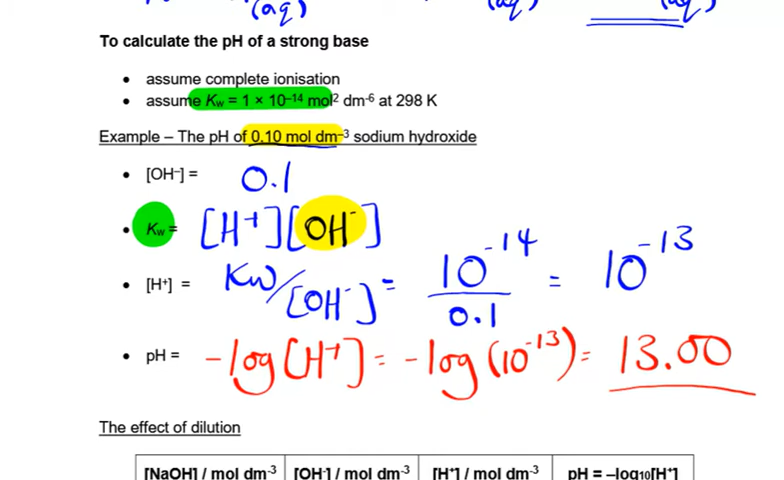 (aq) (aq) (aq)
To calculate the pH of a strong base
• assume complete ionisation
• assume Kw = 1 × 10⁻¹⁴ mol² dm⁻⁶ at 298 K
Example – The pH of 0.10 mol dm⁻³ sodium hydroxide
• [OH⁻] = 0.1
• Kw = [H⁺][OH⁻]
• [H⁺] = Kw/[OH⁻] = 10⁻¹⁴/0.1 = 10⁻¹³
• pH = -log[H⁺] = -log(10⁻¹³) = 13.00
The effect of dilution
[NaOH] / mol dm⁻³ [OH⁻] / mol dm⁻³ [H⁺] / mol dm⁻³ pH = –log₁₀[H⁺]